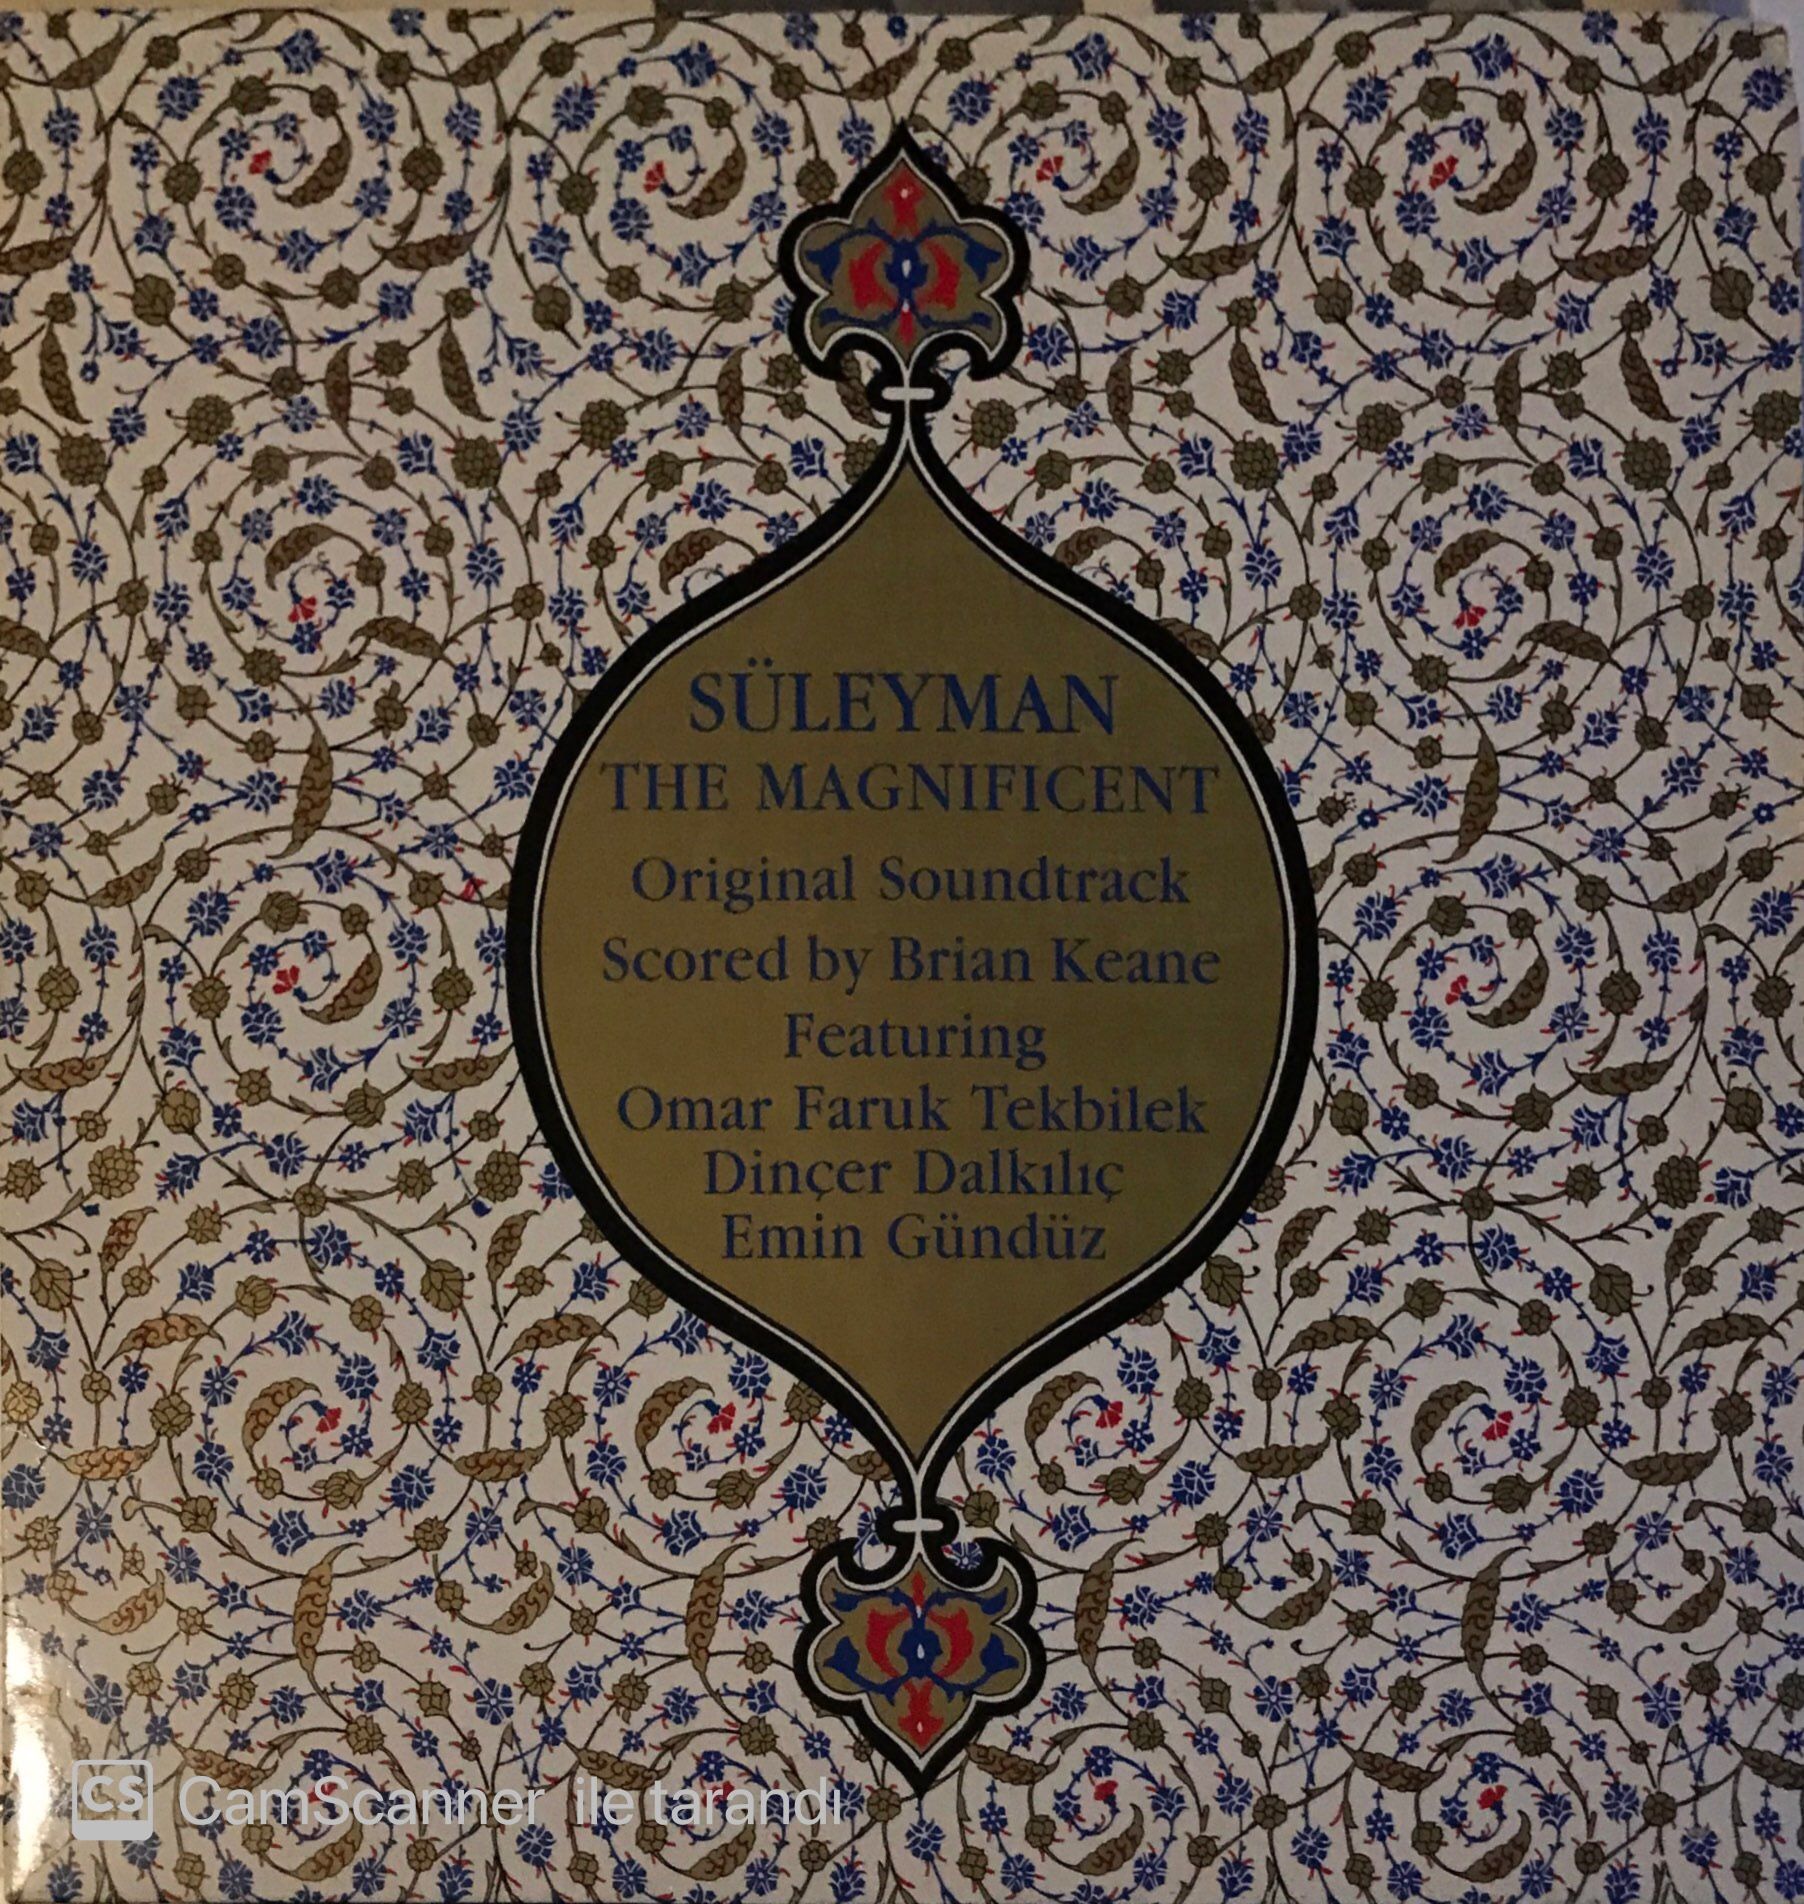 SÜLEYMAN
THE MAGNIFICENT
Original Soundtrack
Scored by Brian Keane
Featuring
Omar Faruk Tekbilek
Dinçer Dalkılıç
Emin Gündüz
CS CamScanner ile tarandı